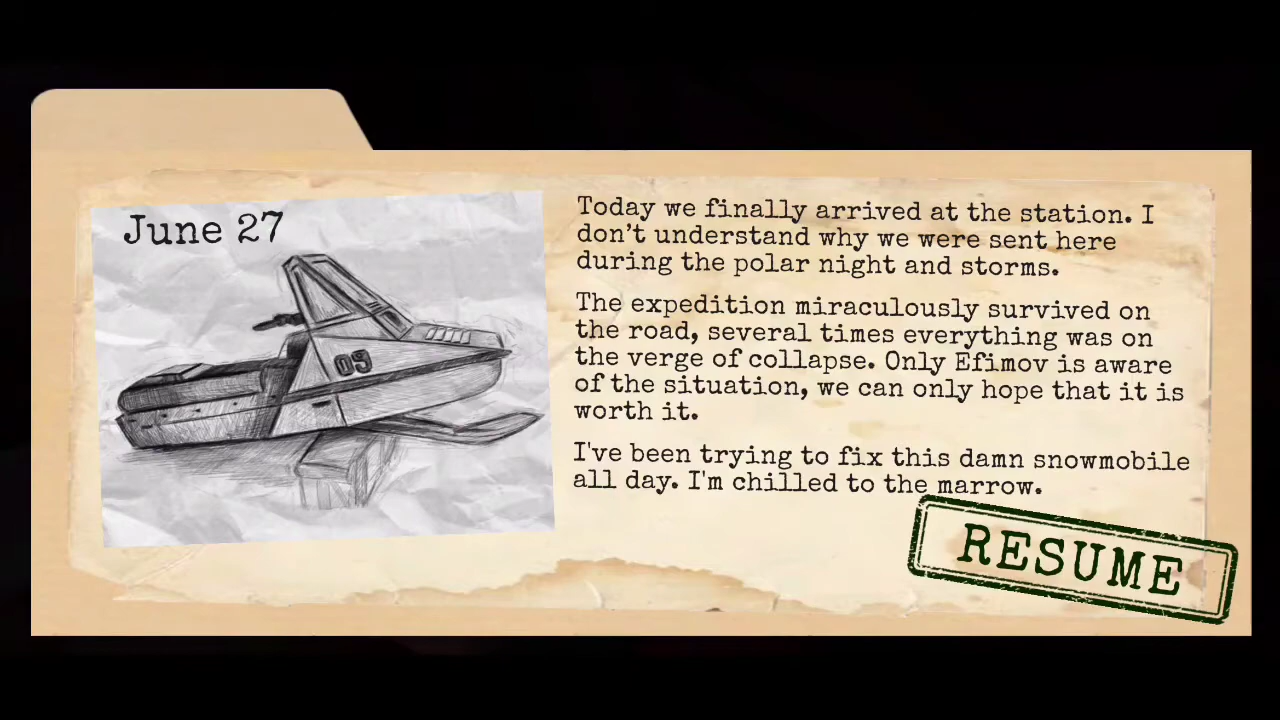 June 27
09
Today we finally arrived at the station. I
don't understand why we were sent here
during the polar night and storms.
The expedition miraculously survived on
the road, several times everything was on
the verge of collapse. Only Efimov is aware
of the situation, we can only hope that it is
worth it.
I've been trying to fix this damn snowmobile
all day. I'm chilled to the marrow.
RESUME